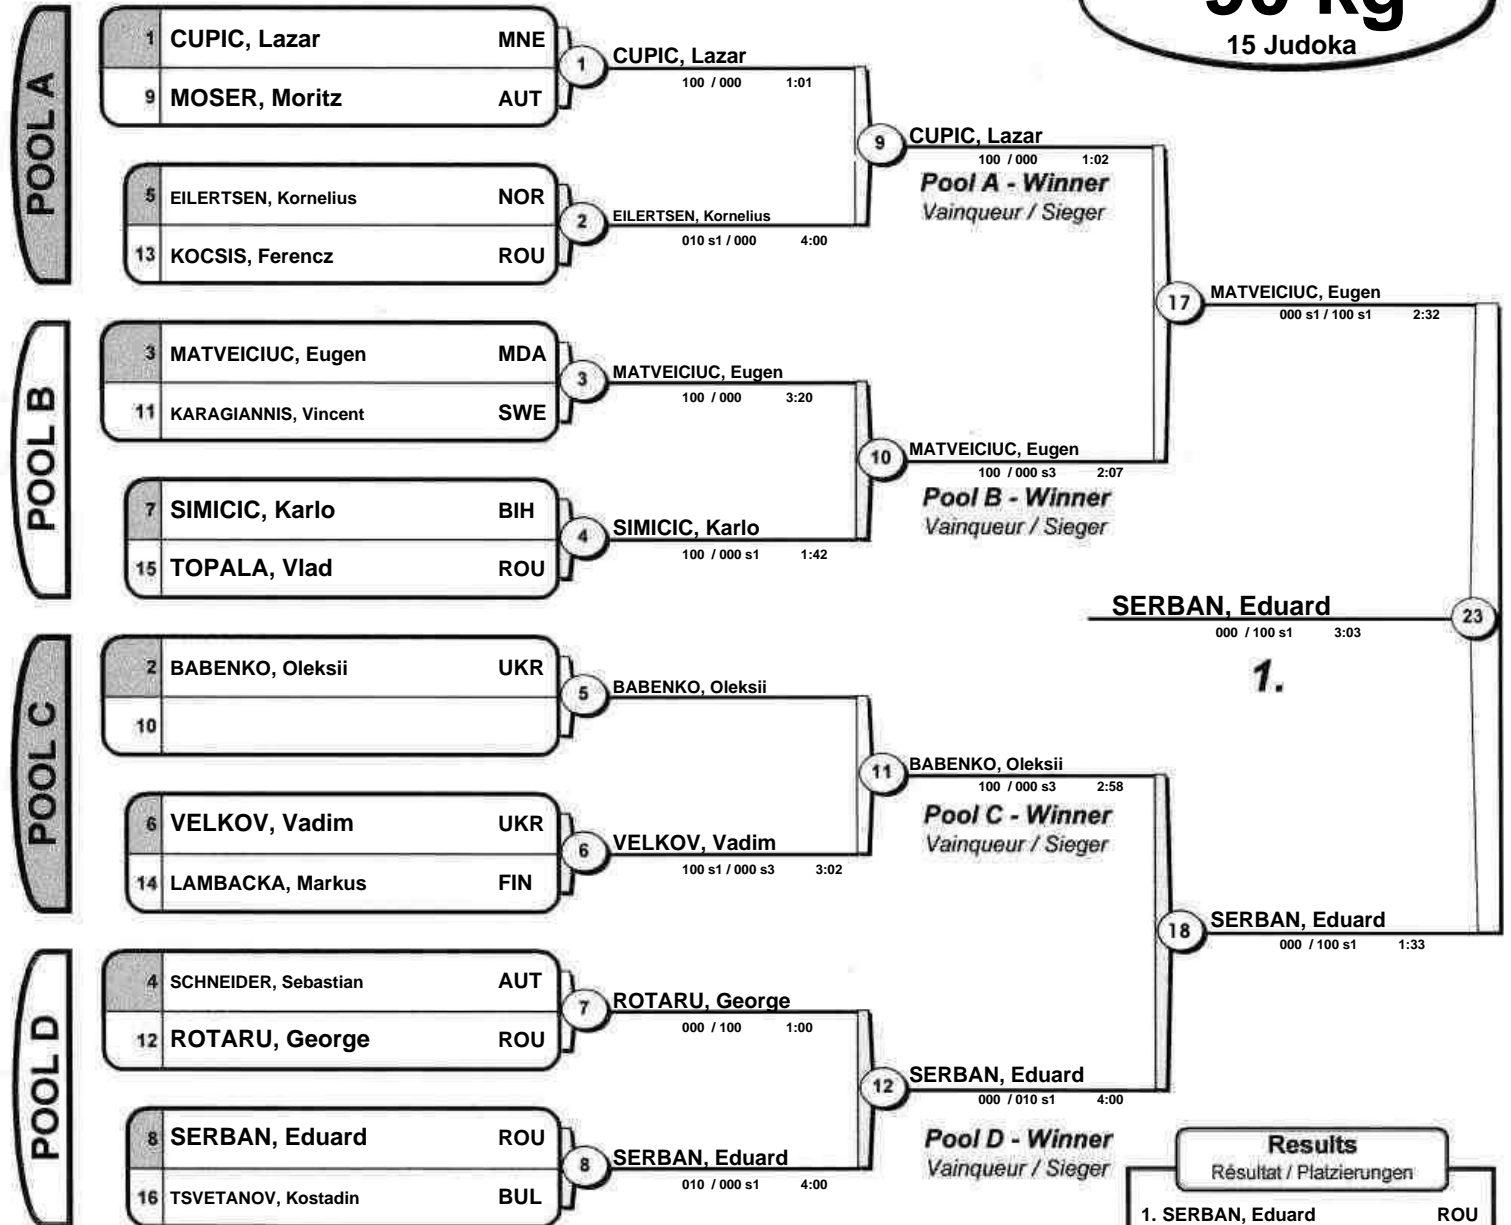 90 kg
15 Judoka
POOL A
1 CUPIC, Lazar MNE
9 MOSER, Moritz AUT
1
CUPIC, Lazar
100 / 000 1:01
5 EILERTSEN, Kornelius NOR
13 KOCSIS, Ferencz ROU
2
EILERTSEN, Kornelius
010 s1 / 000 4:00
9
CUPIC, Lazar
100 / 000 1:02
Pool A - Winner
Vainqueur / Sieger
POOL B
3 MATVEICIUC, Eugen MDA
11 KARAGIANNIS, Vincent SWE
3
MATVEICIUC, Eugen
100 / 000 3:20
7 SIMICIC, Karlo BIH
15 TOPALA, Vlad ROU
4
SIMICIC, Karlo
100 / 000 s1 1:42
10
MATVEICIUC, Eugen
100 / 000 s3 2:07
Pool B - Winner
Vainqueur / Sieger
17
MATVEICIUC, Eugen
000 s1 / 100 s1 2:32
POOL C
2 BABENKO, Oleksii UKR
10
5
BABENKO, Oleksii
6 VELKOV, Vadim UKR
14 LAMBACKA, Markus FIN
6
VELKOV, Vadim
100 s1 / 000 s3 3:02
11
BABENKO, Oleksii
100 / 000 s3 2:58
Pool C - Winner
Vainqueur / Sieger
POOL D
4 SCHNEIDER, Sebastian AUT
12 ROTARU, George ROU
7
ROTARU, George
000 / 100 1:00
8 SERBAN, Eduard ROU
16 TSVETANOV, Kostadin BUL
8
SERBAN, Eduard
010 / 000 s1 4:00
12
SERBAN, Eduard
000 / 010 s1 4:00
Pool D - Winner
Vainqueur / Sieger
18
SERBAN, Eduard
000 / 100 s1 1:33
23
SERBAN, Eduard
000 / 100 s1 3:03
1.
Results
Résultat / Platzierungen
1. SERBAN, Eduard ROU